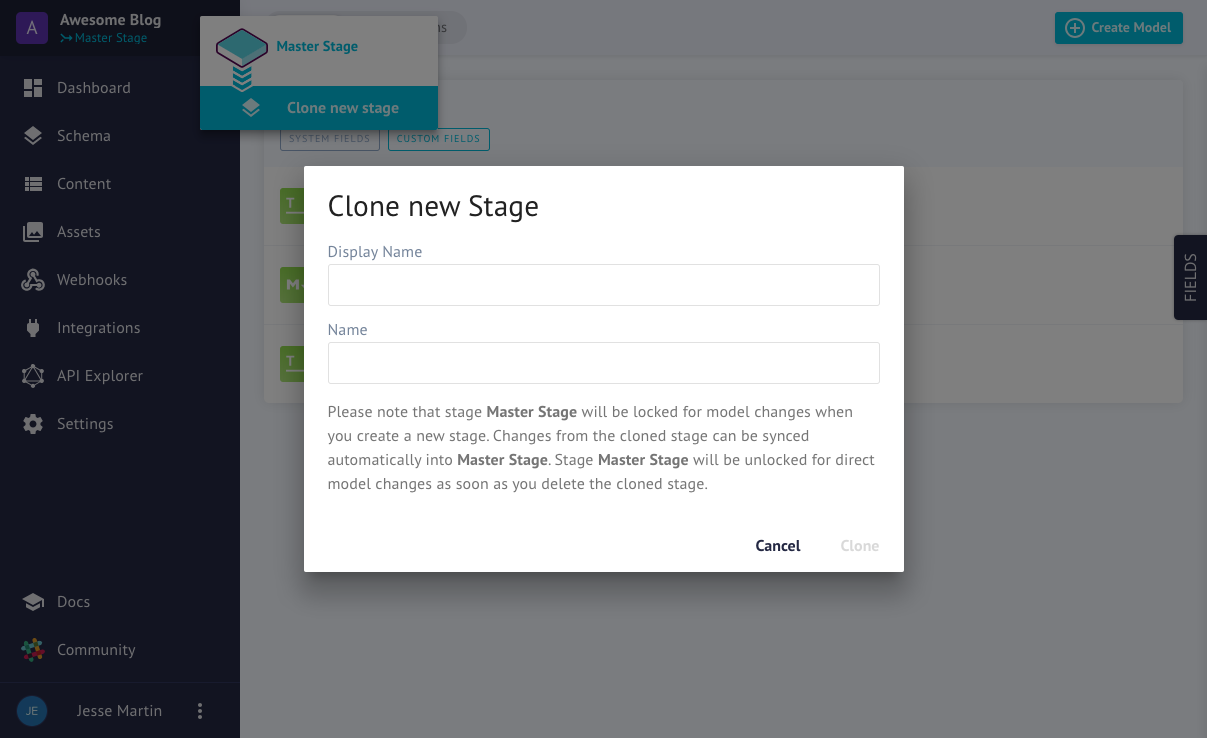 A
Awesome Blog
Master Stage
Master Stage
Clone new stage
Create Model
Dashboard
Schema
Content
Assets
Webhooks
Integrations
API Explorer
Settings
SYSTEM FIELDS
CUSTOM FIELDS
T
M
T
FIELDS
Clone new Stage
Display Name
Name
Please note that stage Master Stage will be locked for model changes when
you create a new stage. Changes from the cloned stage can be synced
automatically into Master Stage. Stage Master Stage will be unlocked for direct
model changes as soon as you delete the cloned stage.
Cancel
Clone
Docs
Community
JE
Jesse Martin